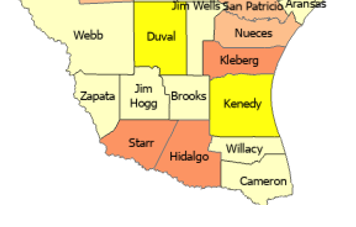 Jim Wells San Patricio Aransas
Webb
Duval
Nueces
Kleberg
Zapata
Jim
Hogg
Brooks
Kenedy
Starr
Hidalgo
Willacy
Cameron